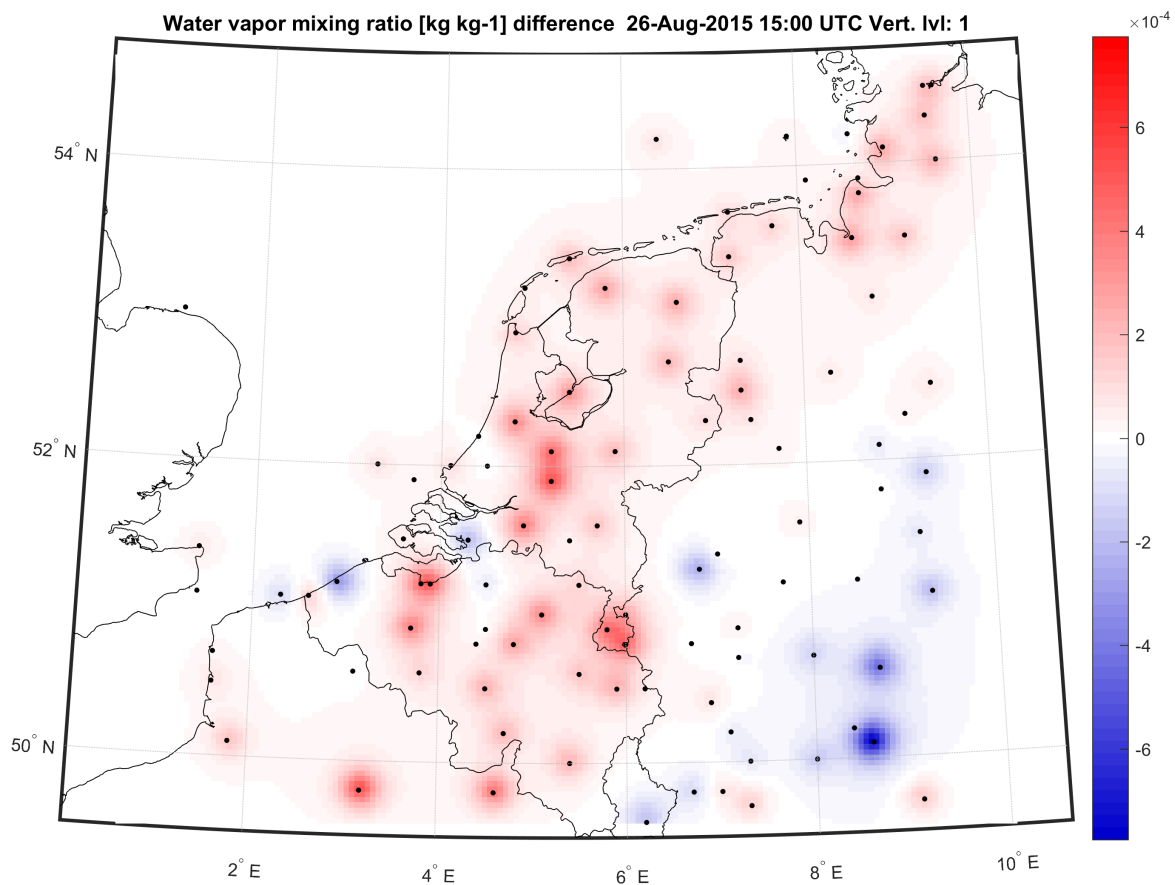 Water vapor mixing ratio [kg kg-1] difference 26-Aug-2015 15:00 UTC Vert. lvl: 1
×10⁻⁴
6
4
2
0
-2
-4
-6
54° N
52° N
50° N
2° E
4° E
6° E
8° E
10° E